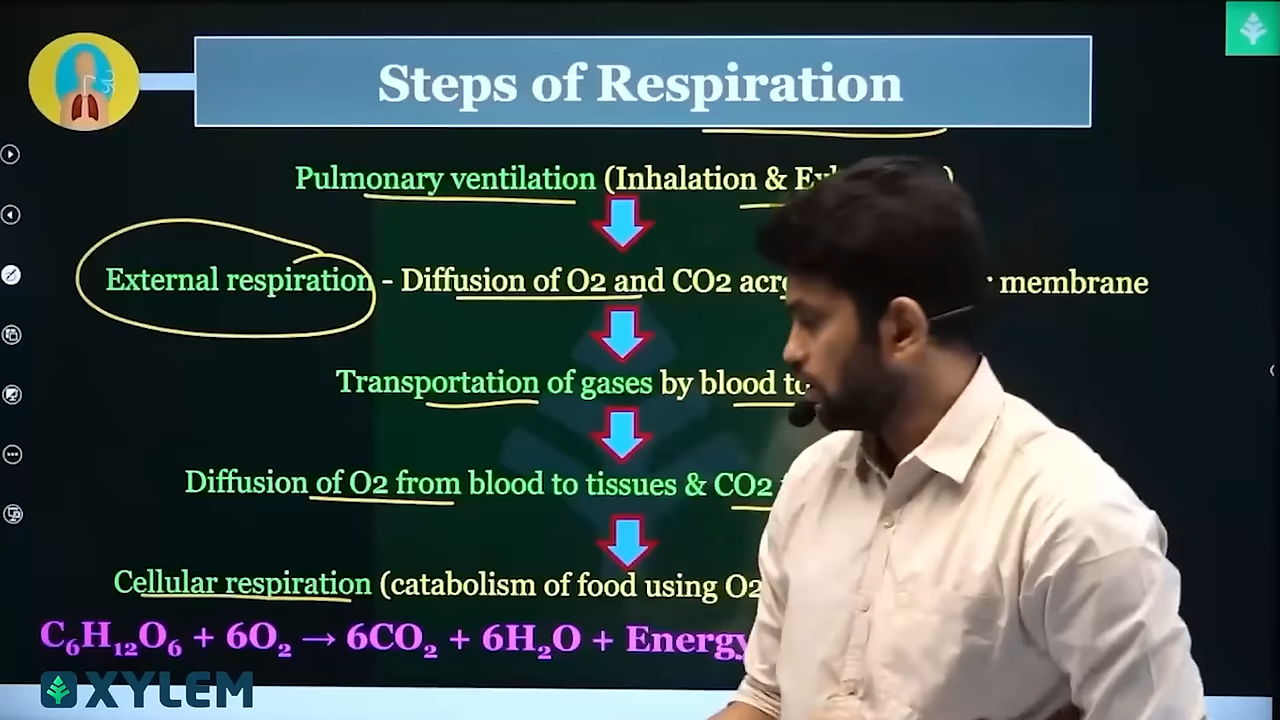 Steps of Respiration
Pulmonary ventilation (Inhalation &
External respiration - Diffusion of O2 and CO2 membrane
Transportation of gases by blood to
Diffusion of O2 from blood to tissues & CO2
Cellular respiration (catabolism of food using O2
C₆H₁₂O₆ + 6O₂ → 6CO₂ + 6H₂O + Energy
XYLEM